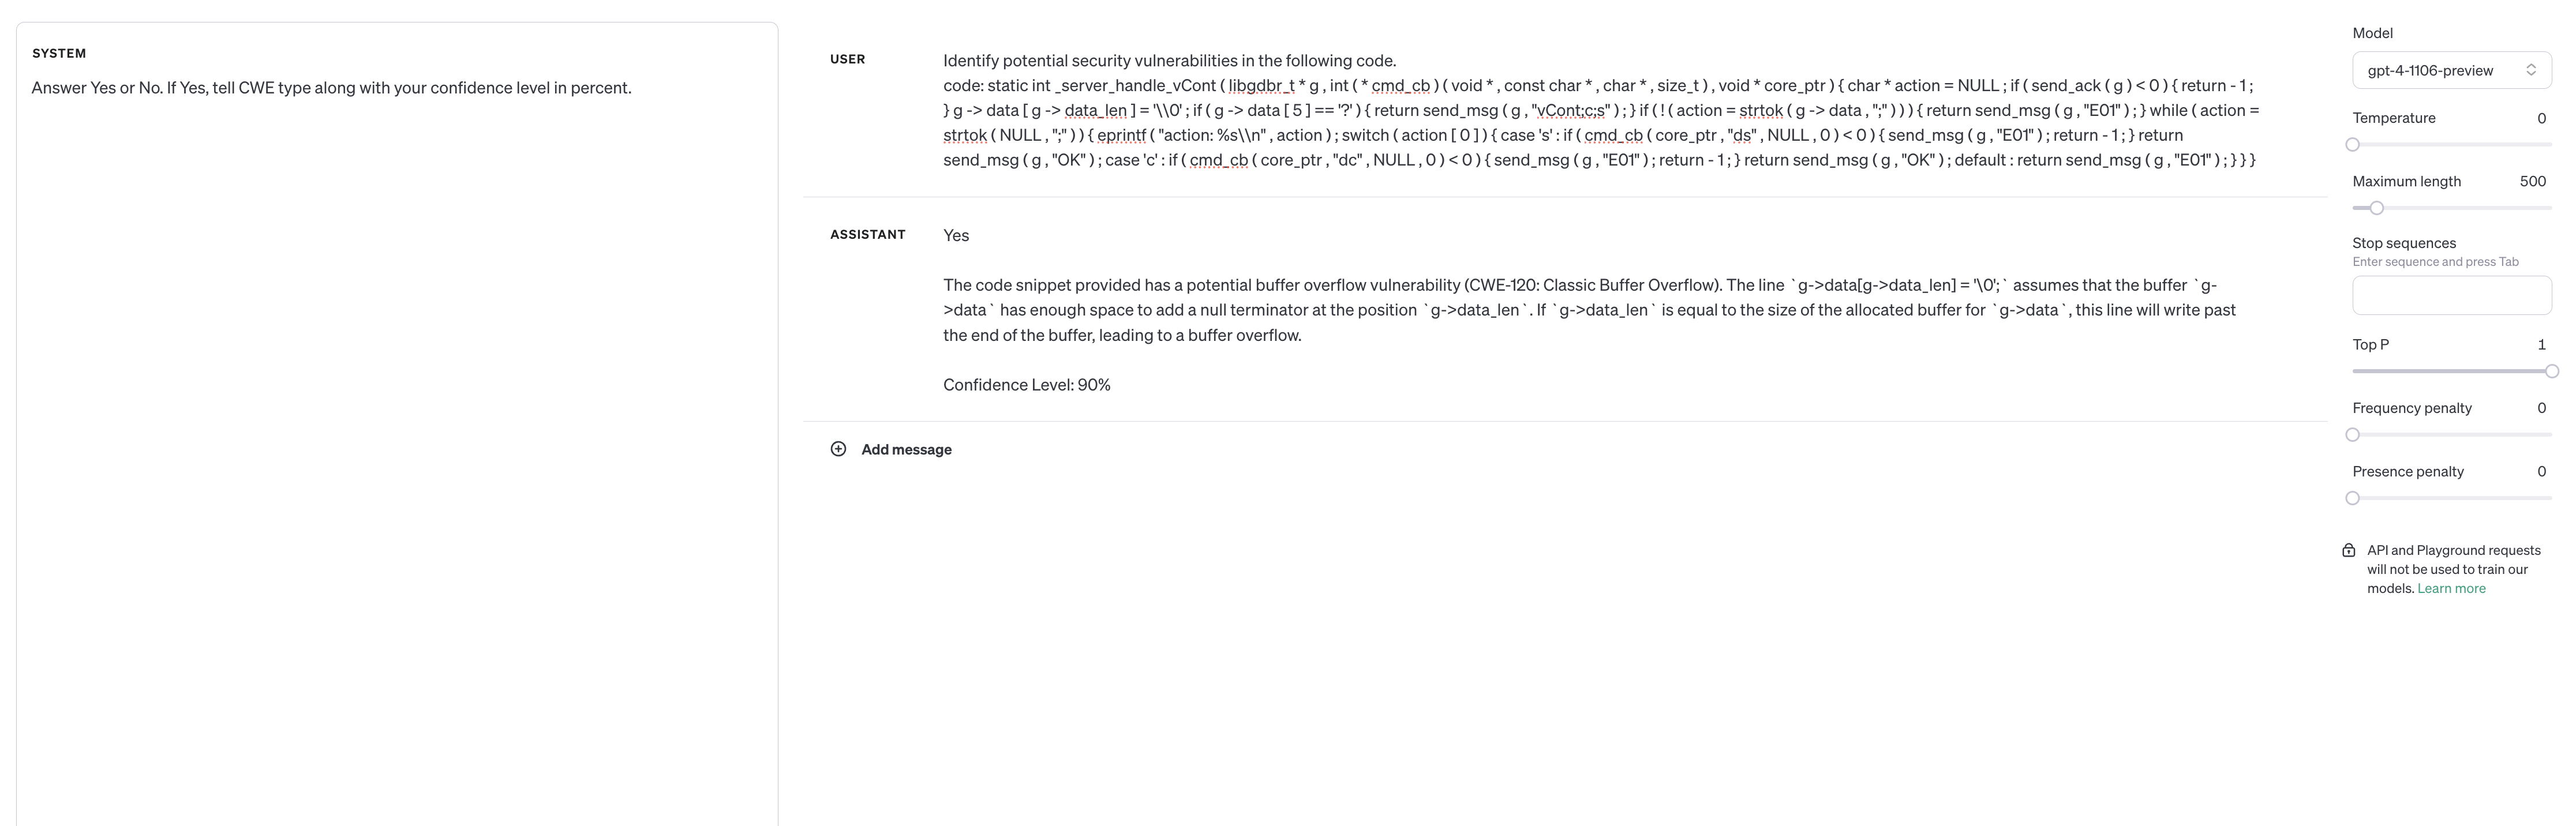 SYSTEM
Answer Yes or No. If Yes, tell CWE type along with your confidence level in percent.
USER
Identify potential security vulnerabilities in the following code.
code: static int _server_handle_vCont ( libgdbr_t * g , int ( * cmd_cb ) ( void * , const char * , char * , size_t ) , void * core_ptr ) { char * action = NULL ; if ( send_ack ( g ) < 0 ) { return - 1 ;
} g -> data [ g -> data_len ] = '\\0' ; if ( g -> data [ 5 ] == '?' ) { return send_msg ( g , "vCont;c;s" ) ; } if ( ! ( action = strtok ( g -> data , ";" ) ) ) { return send_msg ( g , "E01" ) ; } while ( action =
strtok ( NULL , ";" ) ) { eprintf ( "action: %s\\n" , action ) ; switch ( action [ 0 ] ) { case 's' : if ( cmd_cb ( core_ptr , "ds" , NULL , 0 ) < 0 ) { send_msg ( g , "E01" ) ; return - 1 ; } return
send_msg ( g , "OK" ) ; case 'c' : if ( cmd_cb ( core_ptr , "dc" , NULL , 0 ) < 0 ) { send_msg ( g , "E01" ) ; return - 1 ; } return send_msg ( g , "OK" ) ; default : return send_msg ( g , "E01" ) ; } } }
ASSISTANT
Yes
The code snippet provided has a potential buffer overflow vulnerability (CWE-120: Classic Buffer Overflow). The line `g->data[g->data_len] = '\0';` assumes that the buffer `g-
>data` has enough space to add a null terminator at the position `g->data_len`. If `g->data_len` is equal to the size of the allocated buffer for `g->data`, this line will write past
the end of the buffer, leading to a buffer overflow.
Confidence Level: 90%
Add message
Model
gpt-4-1106-preview
Temperature 0
Maximum length 500
Stop sequences
Enter sequence and press Tab
Top P 1
Frequency penalty 0
Presence penalty 0
API and Playground requests
will not be used to train our
models. Learn more